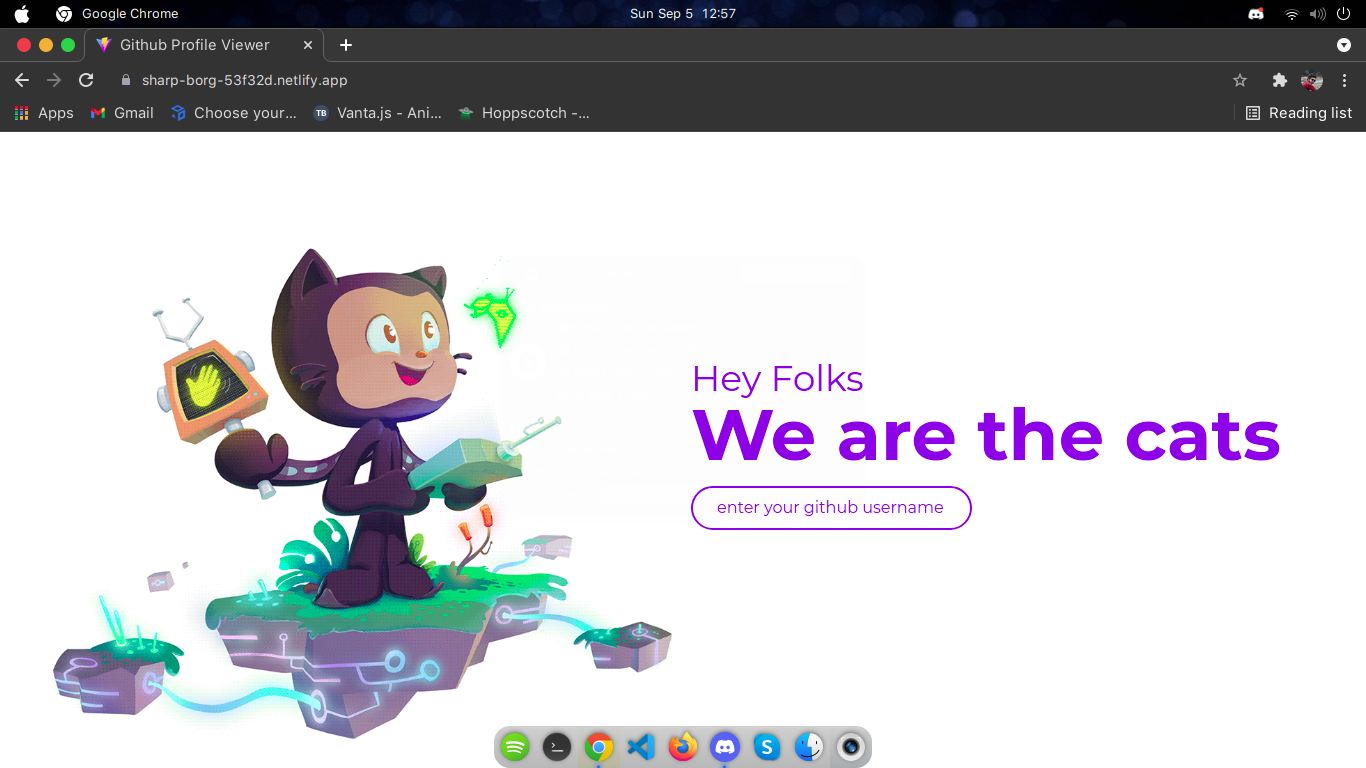 Google Chrome
Sun Sep 5 12:57
Github Profile Viewer
sharp-borg-53f32d.netlify.app
Apps
Gmail
Choose your...
TB
Vanta.js - Ani...
Hoppscotch -...
Reading list
Hey Folks
We are the cats
enter your github username